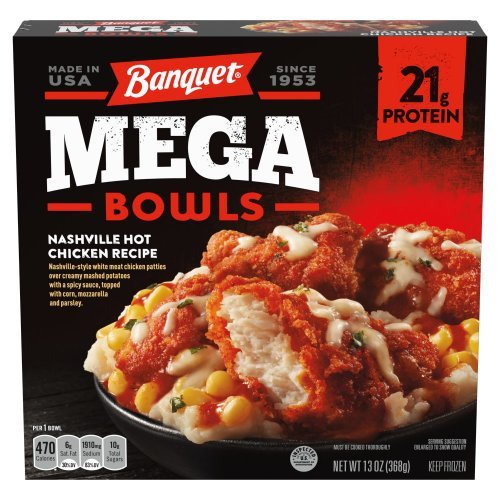 NASHVILLE HOT
MADE IN
USA
Banquet®
SINCE
1953
21g
PROTEIN
MEGA
BOWLS
NASHVILLE HOT
CHICKEN RECIPE
Nashville-style white meat chicken patties
over creamy mashed potatoes
with a spicy sauce, topped
with corn, mozzarella
and parsley.
PER 1 BOWL
470
Calories
6g
Sat. Fat
30% DV
1910mg
Sodium
83% DV
10g
Total
Sugars
INSPECTED
MUST BE COOKED THOROUGHLY
NET WT 13 OZ (368g)
SERVING SUGGESTION
ENLARGED TO SHOW QUALITY
KEEP FROZEN